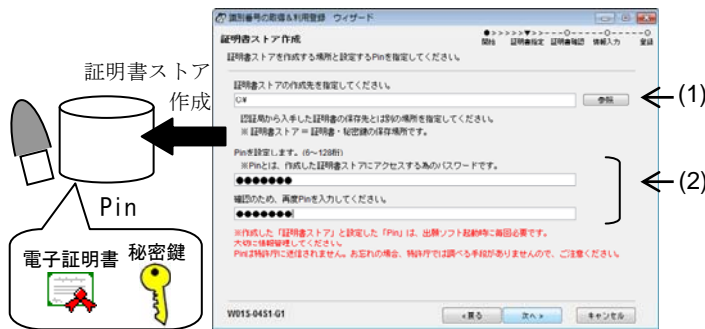 識別番号の取得&利用登録 ウィザード
証明書ストア作成
●>>>>>▼>>---○-----○-----○
開始 証明書指定 証明書確認 情報入力 登録
証明書ストアを作成する場所と設定するPinを指定してください。
証明書ストアの作成先を指定してください。
C:¥
参照
(1)
認証局から入手した証明書の保存先とは別の場所を指定してください。
※ 証明書ストア = 証明書・秘密鍵の保存場所です。
Pinを設定します。(6~128桁)
※Pinとは、作成した証明書ストアにアクセスする為のパスワードです。
●●●●●●●
(2)
確認のため、再度Pinを入力してください。
●●●●●●●
※作成した「証明書ストア」と設定した「Pin」は、出願ソフト起動時に毎回必要です。
大切に情報管理してください。
Pinは特許庁に送信されません。お忘れの場合、特許庁では調べる手段がありませんので、ご注意ください。
W01S-04S1-G1
<戻る
次へ>
キャンセル
証明書ストア
作成
Pin
電子証明書
秘密鍵